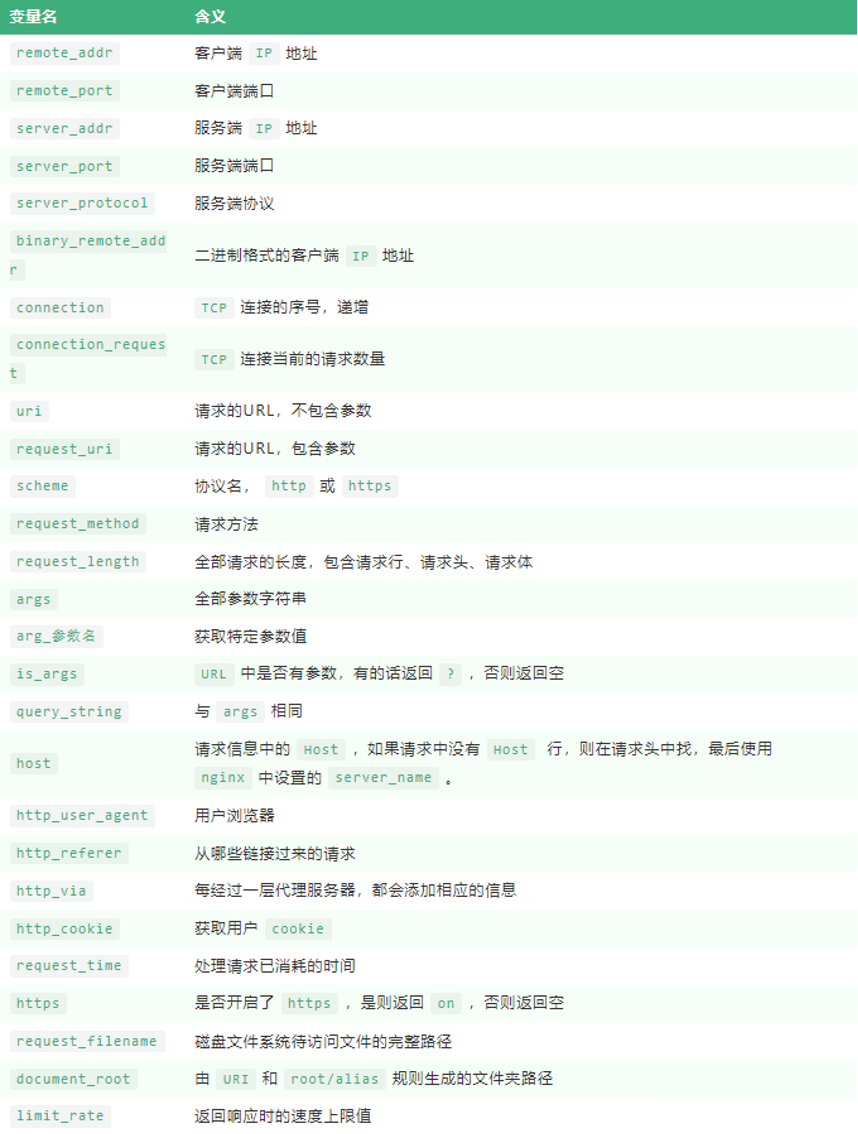 变量名 含义
remote_addr 客户端 IP 地址
remote_port 客户端端口
server_addr 服务端 IP 地址
server_port 服务端端口
server_protocol 服务端协议
binary_remote_add
r
二进制格式的客户端 IP 地址
connection TCP 连接的序号，递增
connection_reques
t
TCP 连接当前的请求数量
uri 请求的URL，不包含参数
request_uri 请求的URL，包含参数
scheme 协议名， http 或 https
request_method 请求方法
request_length 全部请求的长度，包含请求行、请求头、请求体
args 全部参数字符串
arg_参数名 获取特定参数值
is_args URL 中是否有参数，有的话返回 ? ，否则返回空
query_string 与 args 相同
host
请求信息中的 Host ，如果请求中没有 Host 行，则在请求头中找，最后使用
nginx 中设置的 server_name 。
http_user_agent 用户浏览器
http_referer 从哪些链接过来的请求
http_via 每经过一层代理服务器，都会添加相应的信息
http_cookie 获取用户 cookie
request_time 处理请求已消耗的时间
https 是否开启了 https ，是则返回 on ，否则返回空
request_filename 磁盘文件系统待访问文件的完整路径
document_root 由 URI 和 root/alias 规则生成的文件夹路径
limit_rate 返回响应时的速度上限值